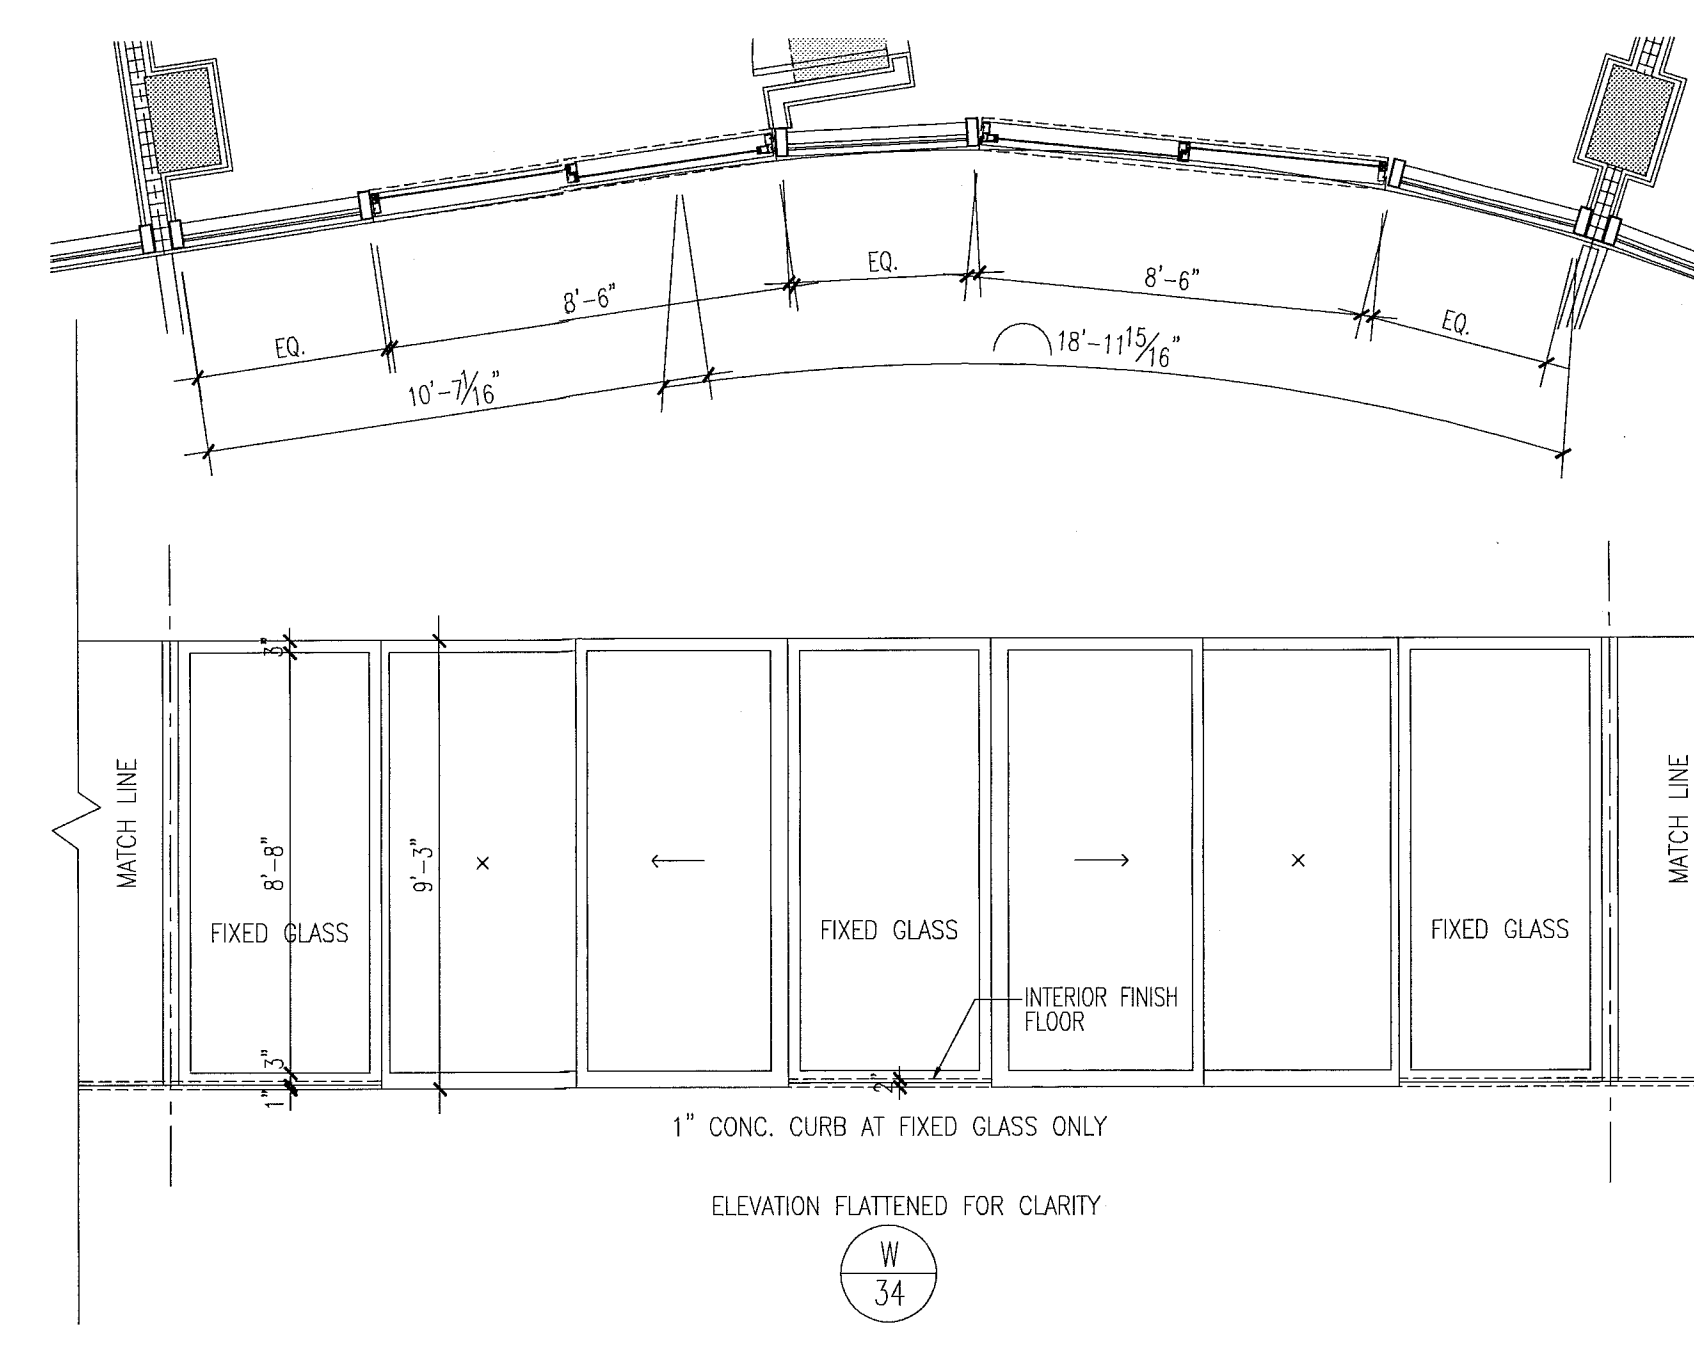 EQ.
8'-6"
EQ.
8'-6"
EQ.
10'-7 1/16"
18'-11 15/16"
3"
MATCH LINE
8'-8"
9'-3"
×
×
MATCH LINE
FIXED GLASS
FIXED GLASS
FIXED GLASS
INTERIOR FINISH
FLOOR
3"
1"
2"
1" CONC. CURB AT FIXED GLASS ONLY
ELEVATION FLATTENED FOR CLARITY
W
34